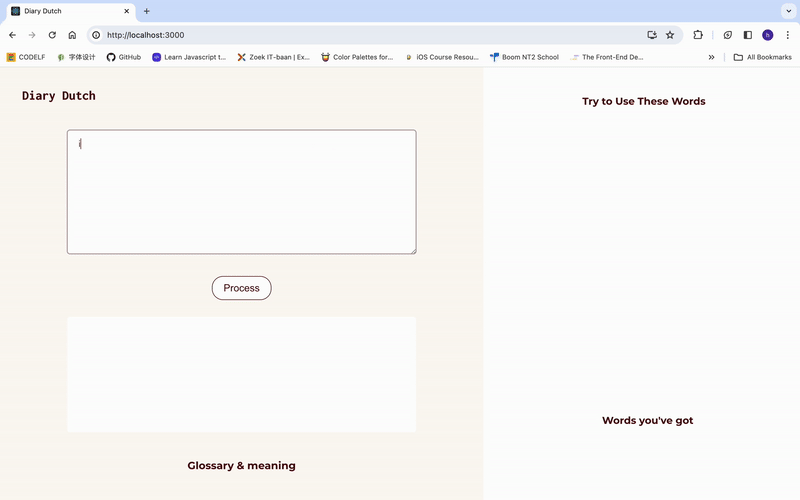 Diary Dutch
http://localhost:3000
h
CODELF
字体设计
GitHub
Learn Javascript t...
Zoek IT-baan | Ex...
Color Palettes for...
iOS Course Resou...
Boom NT2 School
The Front-End De...
All Bookmarks
Diary Dutch
Try to Use These Words
i
Process
Words you've got
Glossary & meaning